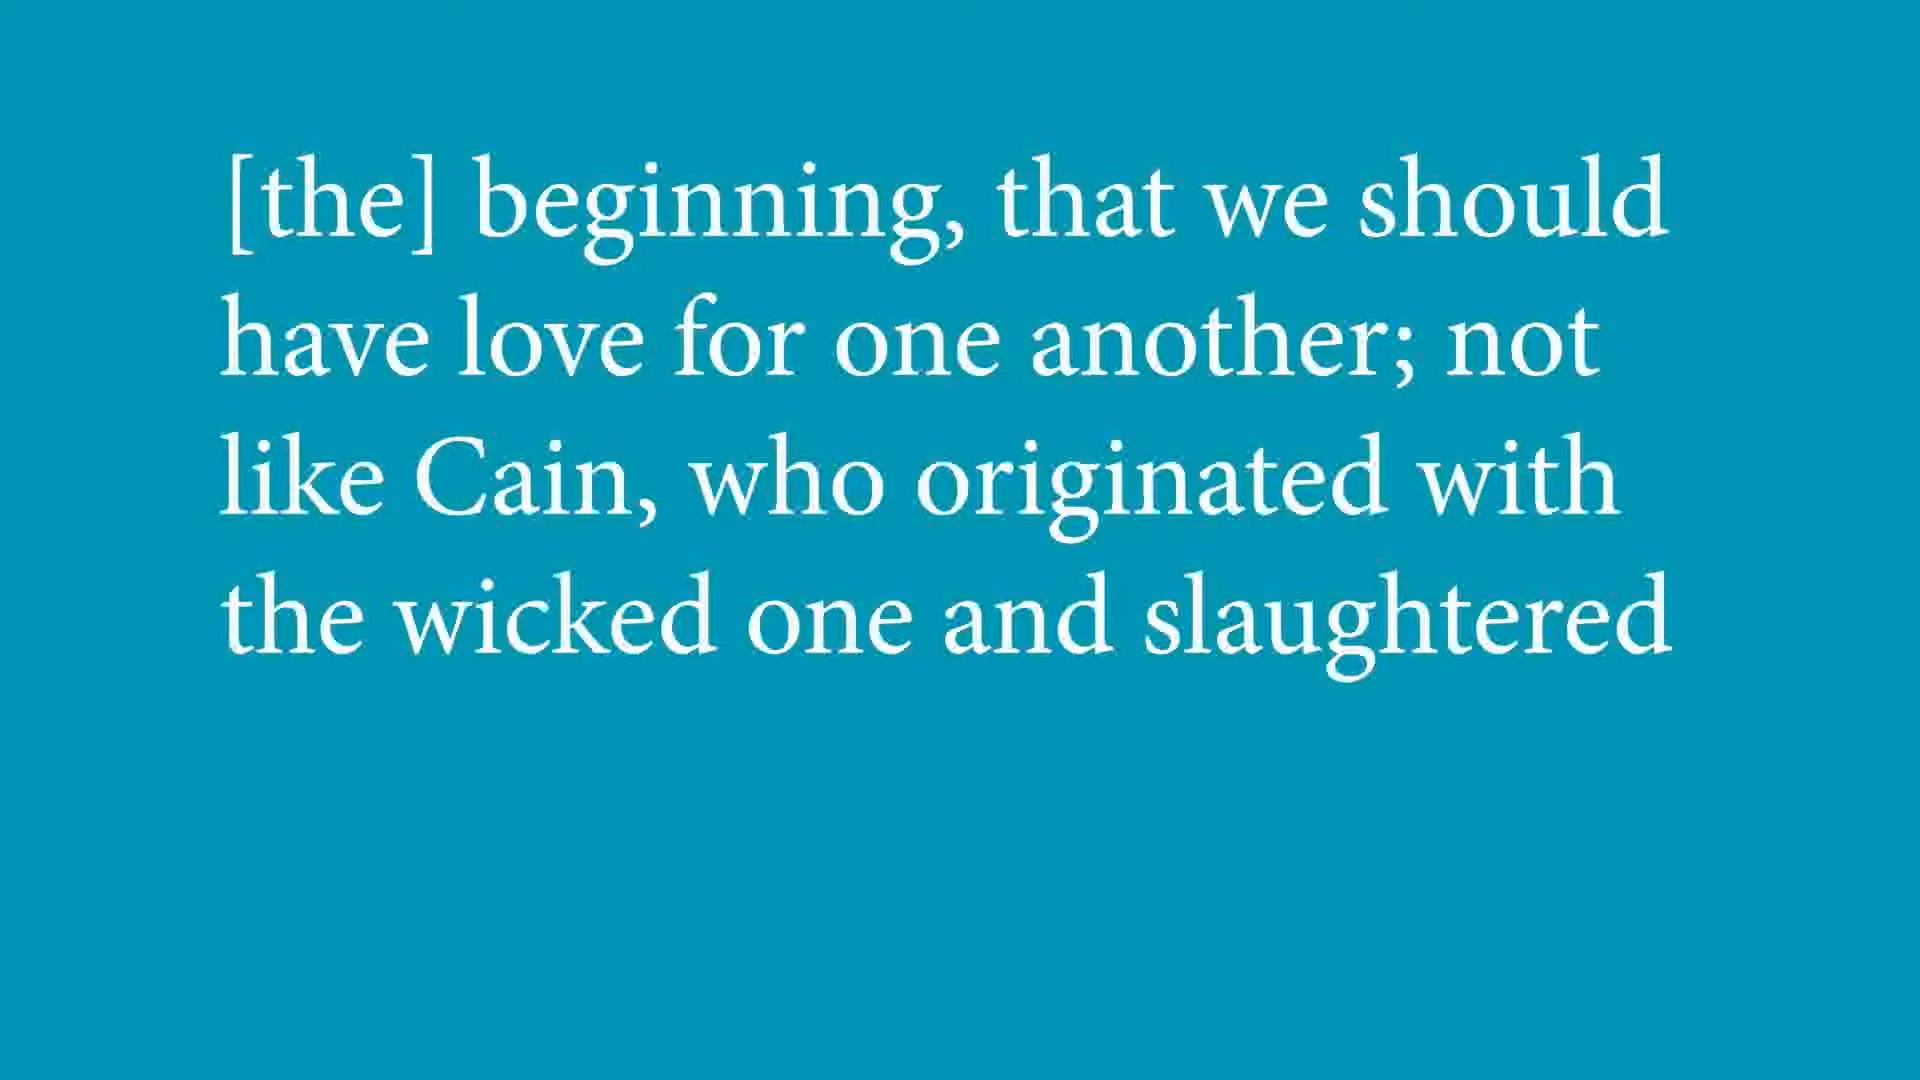 [the] beginning, that we should
have love for one another; not
like Cain, who originated with
the wicked one and slaughtered